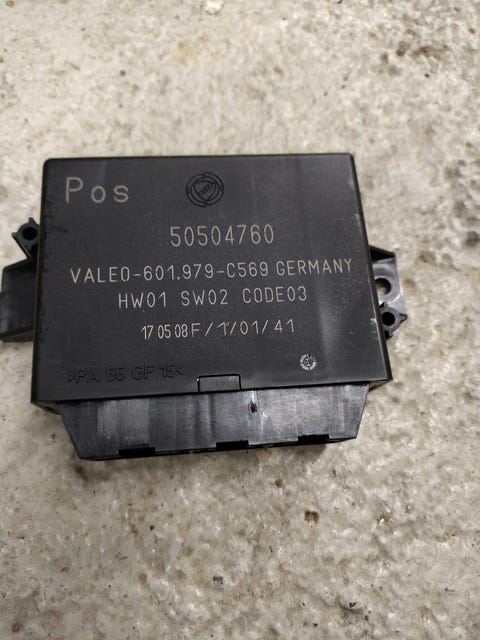 Pos
50504760
VALEO-601.979-C569 GERMANY
HW01 SW02 CODE03
17 05 08 F/1/01/41
>PA 66 GF 15<